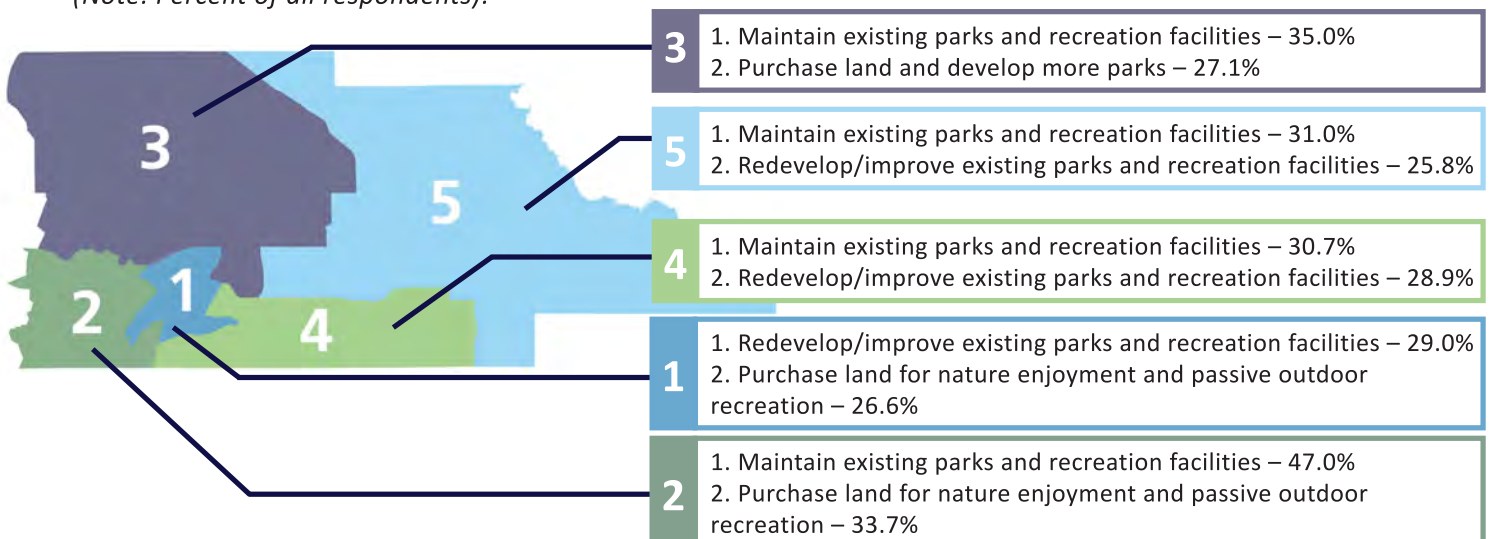 (Note: Percent of all respondents).
3
1. Maintain existing parks and recreation facilities – 35.0%
2. Purchase land and develop more parks – 27.1%
5
1. Maintain existing parks and recreation facilities – 31.0%
2. Redevelop/improve existing parks and recreation facilities – 25.8%
4
1. Maintain existing parks and recreation facilities – 30.7%
2. Redevelop/improve existing parks and recreation facilities – 28.9%
1
1. Redevelop/improve existing parks and recreation facilities – 29.0%
2. Purchase land for nature enjoyment and passive outdoor
recreation – 26.6%
2
1. Maintain existing parks and recreation facilities – 47.0%
2. Purchase land for nature enjoyment and passive outdoor
recreation – 33.7%
3
5
1
2
4